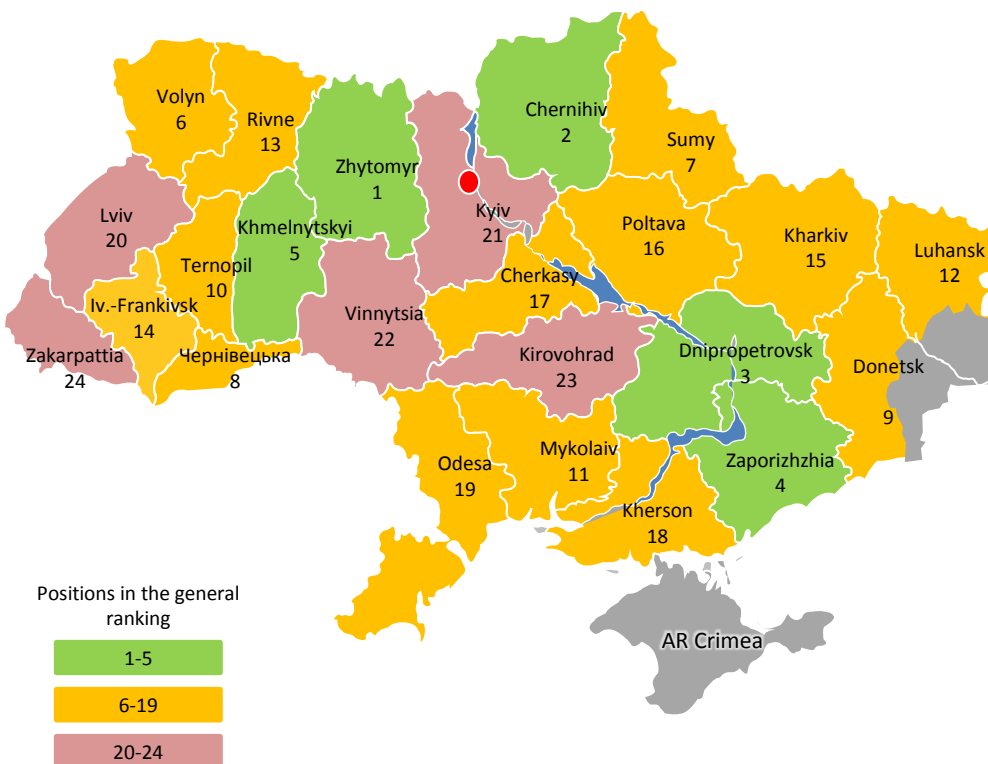 Volyn
6
Rivne
13
Chernihiv
2
Sumy
7
Zhytomyr
1
Lviv
20
Khmelnytskyi
5
Kyiv
21
Poltava
16
Kharkiv
15
Luhansk
12
Ternopil
10
Cherkasy
17
Iv.-Frankivsk
14
Vinnytsia
22
Zakarpattia
24
Чернівецька
8
Kirovohrad
23
Dnipropetrovsk
3
Donetsk
9
Odesa
19
Mykolaiv
11
Zaporizhzhia
4
Kherson
18
AR Crimea
Positions in the general
ranking
1-5
6-19
20-24